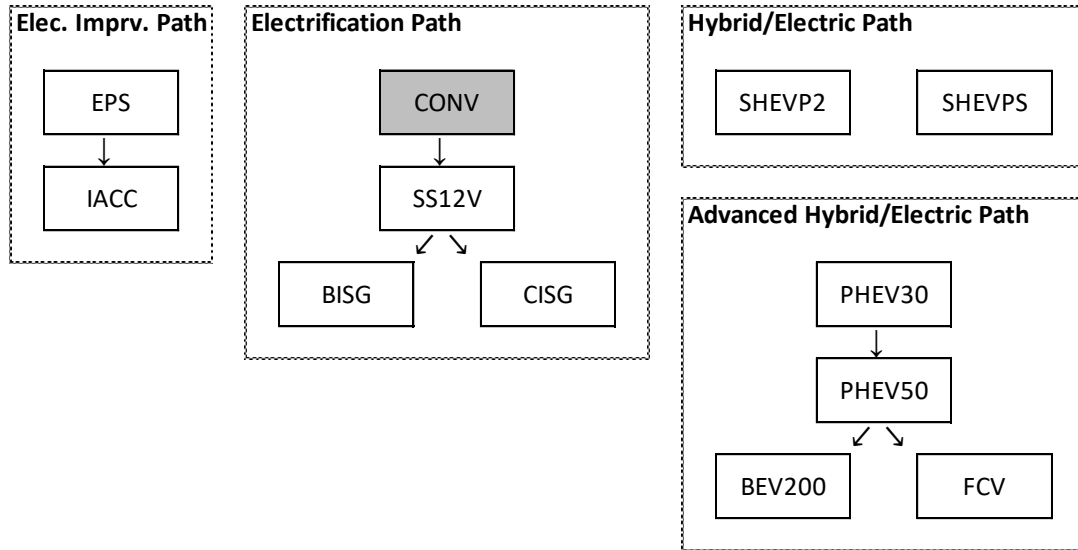 Elec. Imprv. Path
EPS
IACC
Electrification Path
CONV
SS12V
BISG
CISG
Hybrid/Electric Path
SHEVP2
SHEVPS
Advanced Hybrid/Electric Path
PHEV30
PHEV50
BEV200
FCV